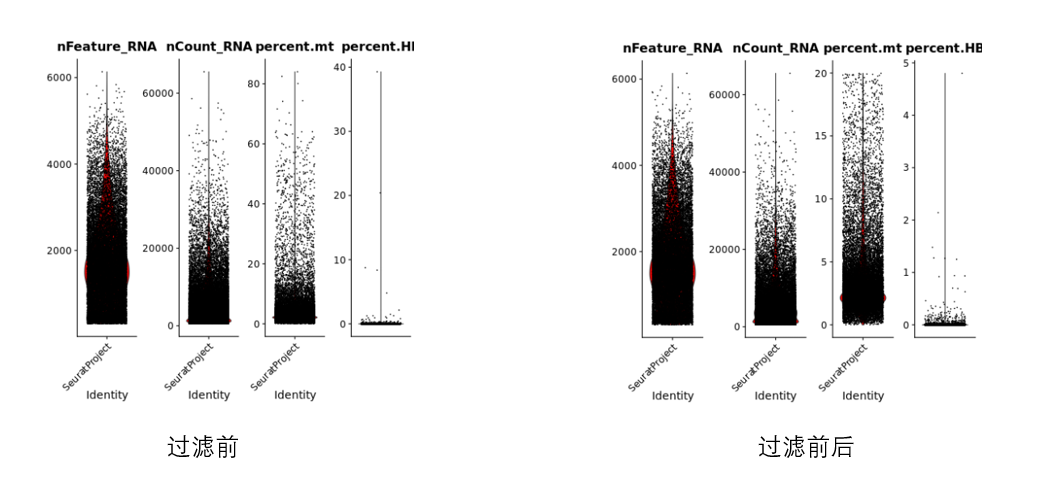 nFeature_RNA nCount_RNA percent.mt percent.HI
6000 4000 2000
60000 40000 20000 0
80 60 40 20 0
40 30 20 10 0
SeuratProject SeuratProject SeuratProject
Identity Identity Identity
过滤前
nFeature_RNA nCount_RNA percent.mt percent.HB
6000 4000 2000
60000 40000 20000 0
20 15 10 5 0
5 4 3 2 1 0
SeuratProject SeuratProject SeuratProject
Identity Identity Identity
过滤前后